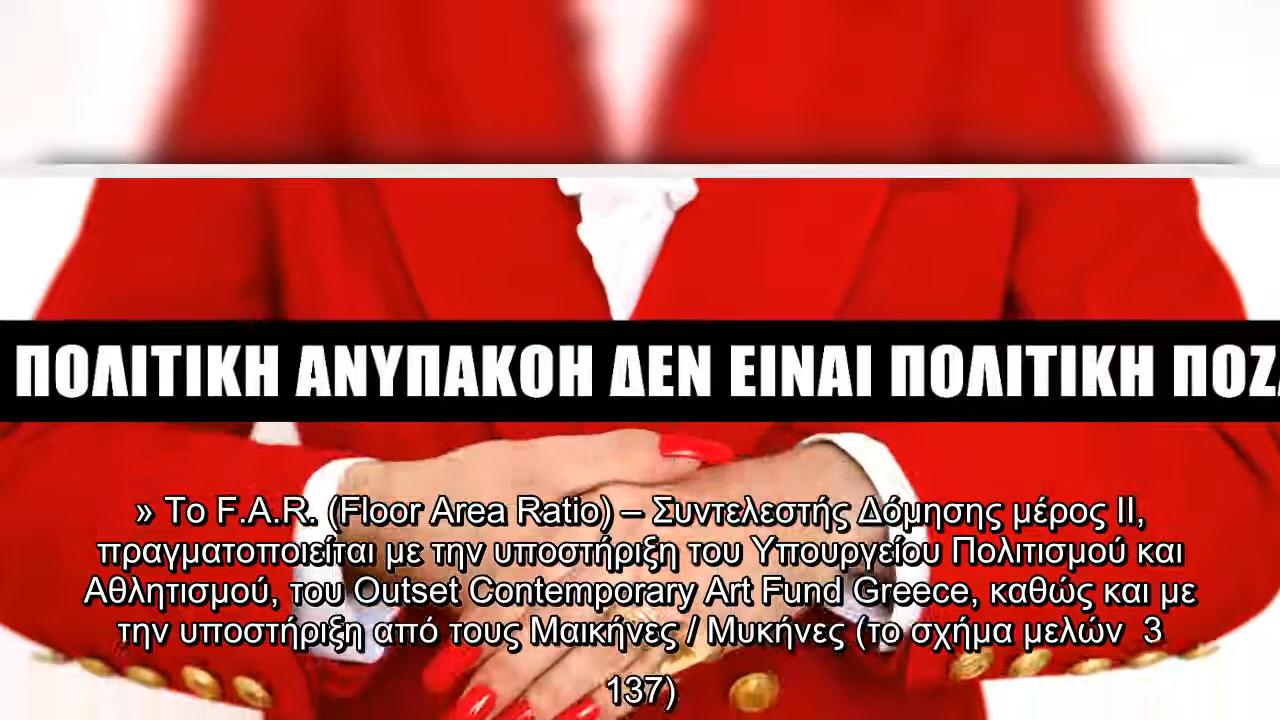 ΠΟΛΙΤΙΚΗ ΑΝΥΠΑΚΟΗ ΔΕΝ ΕΙΝΑΙ ΠΟΛΙΤΙΚΗ
» Το F.A.R. (Floor Area Ratio) – Συντελεστής Δόμησης μέρος II,
πραγματοποιείται με την υποστήριξη του Υπουργείου Πολιτισμού και
Αθλητισμού, του Outset Contemporary Art Fund Greece, καθώς και με
την υποστήριξη από τους Μαικήνες / Μυκήνες (το σχήμα μελών 3
137)